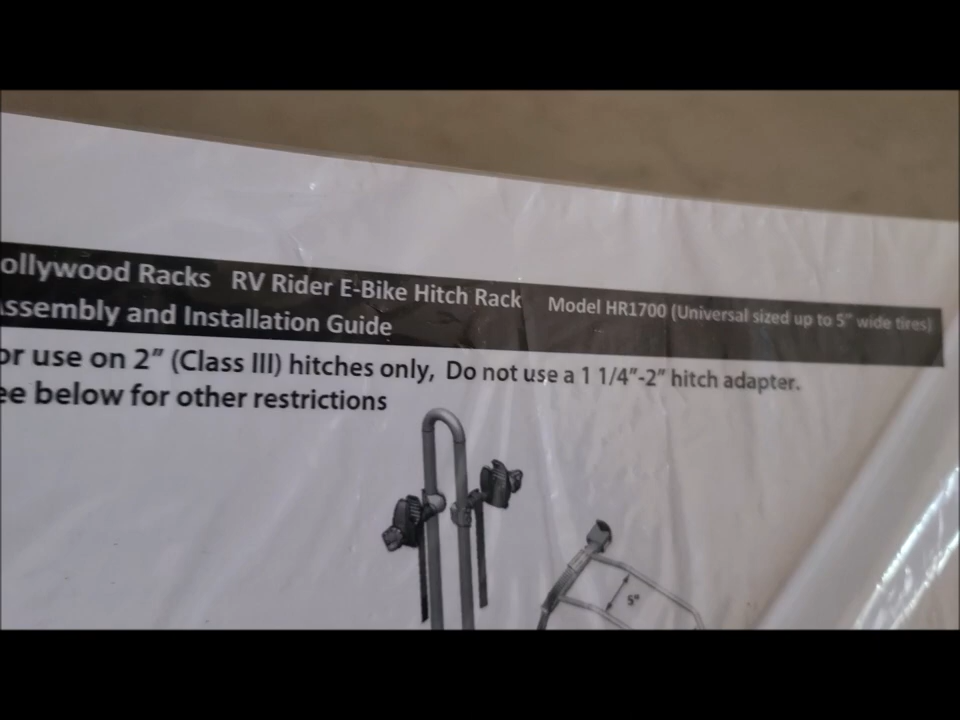 ollywood Racks RV Rider E-Bike Hitch Rack Model HR1700 (Universal sized up to 5" wide tires)
ssembly and Installation Guide
or use on 2" (Class III) hitches only, Do not use a 1 1/4"-2" hitch adapter.
ee below for other restrictions
5"